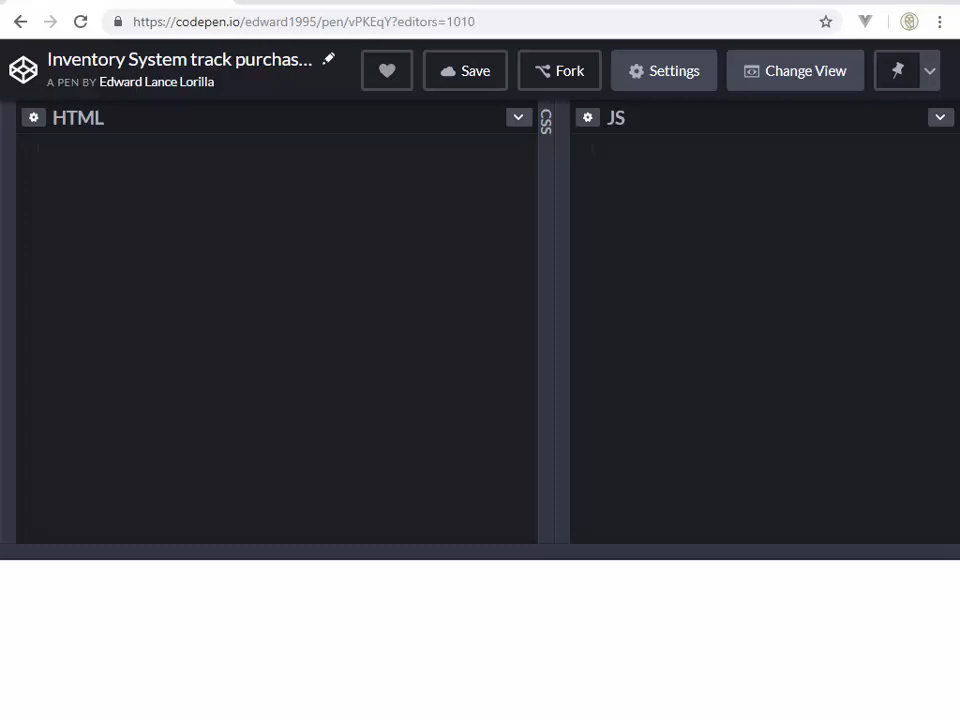 https://codepen.io/edward1995/pen/vPKEqY?editors=1010
Inventory System track purchas...
A PEN BY Edward Lance Lorilla
Save
Fork
Settings
Change View
HTML
CSS
JS